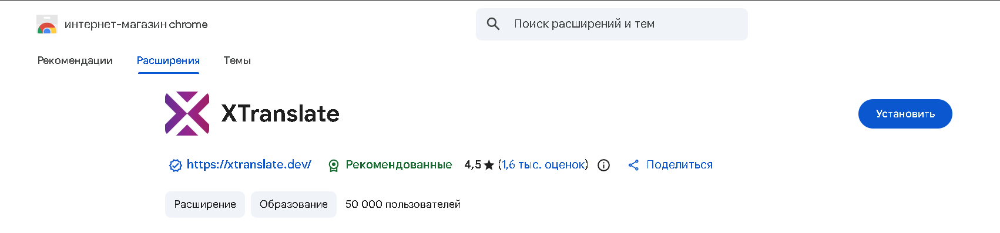 интернет-магазин chrome
Поиск расширений и тем
Рекомендации Расширения Темы
XTranslate
Установить
https://xtranslate.dev/ Рекомендованные 4,5★ (1,6 тыс. оценок) Поделиться
Расширение Образование 50 000 пользователей